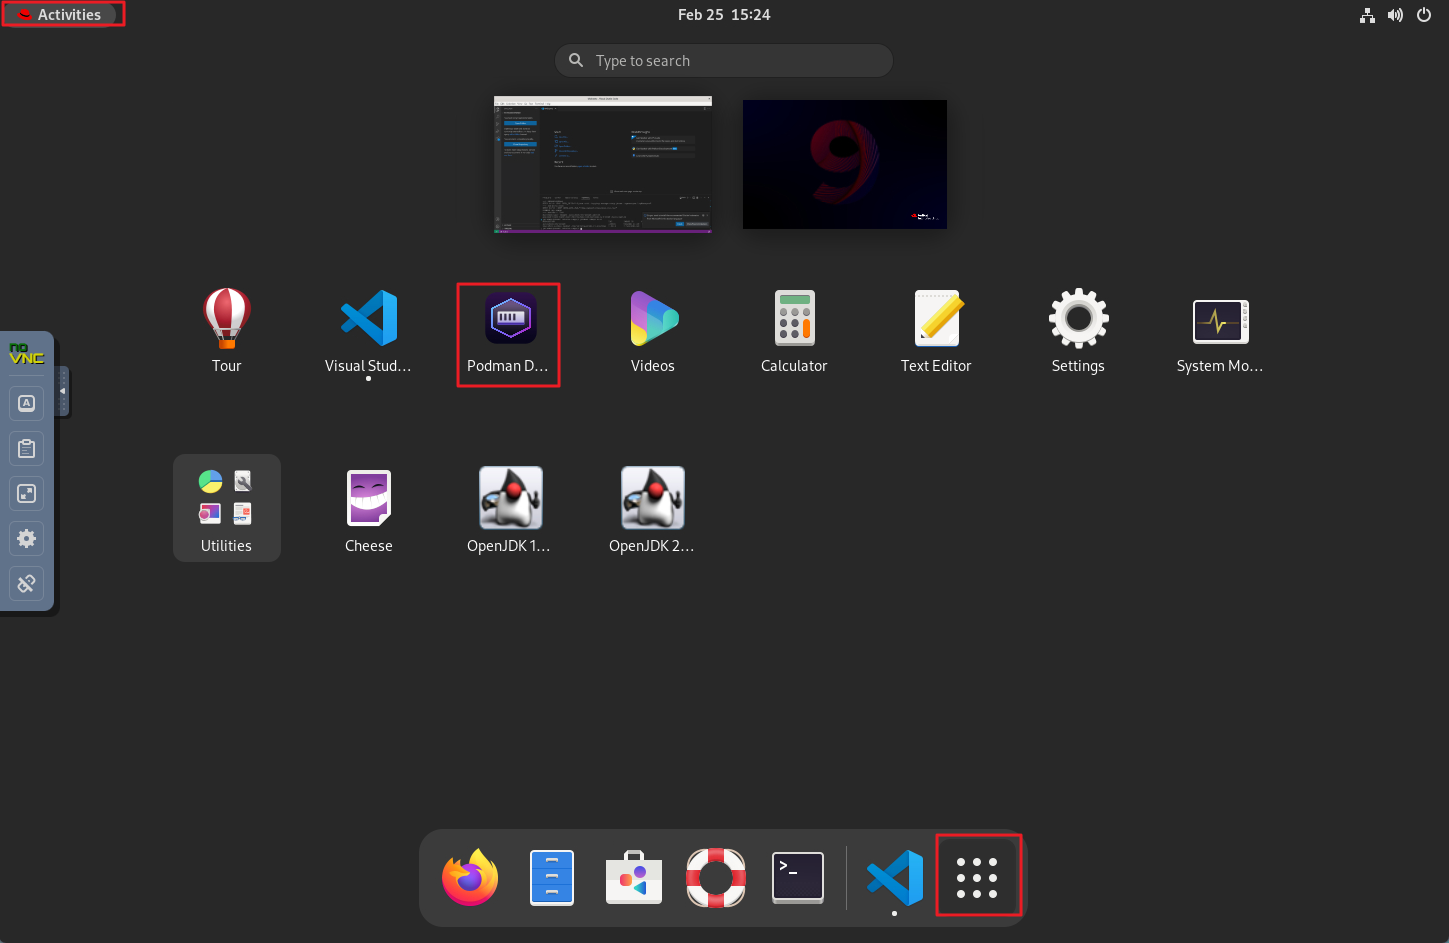 Activities
Feb 25 15:24
Type to search
Tour
Visual Stud...
Podman D...
Videos
Calculator
Text Editor
Settings
System Mo...
no
VNC
A
Utilities
Cheese
OpenJDK 1...
OpenJDK 2...
>_